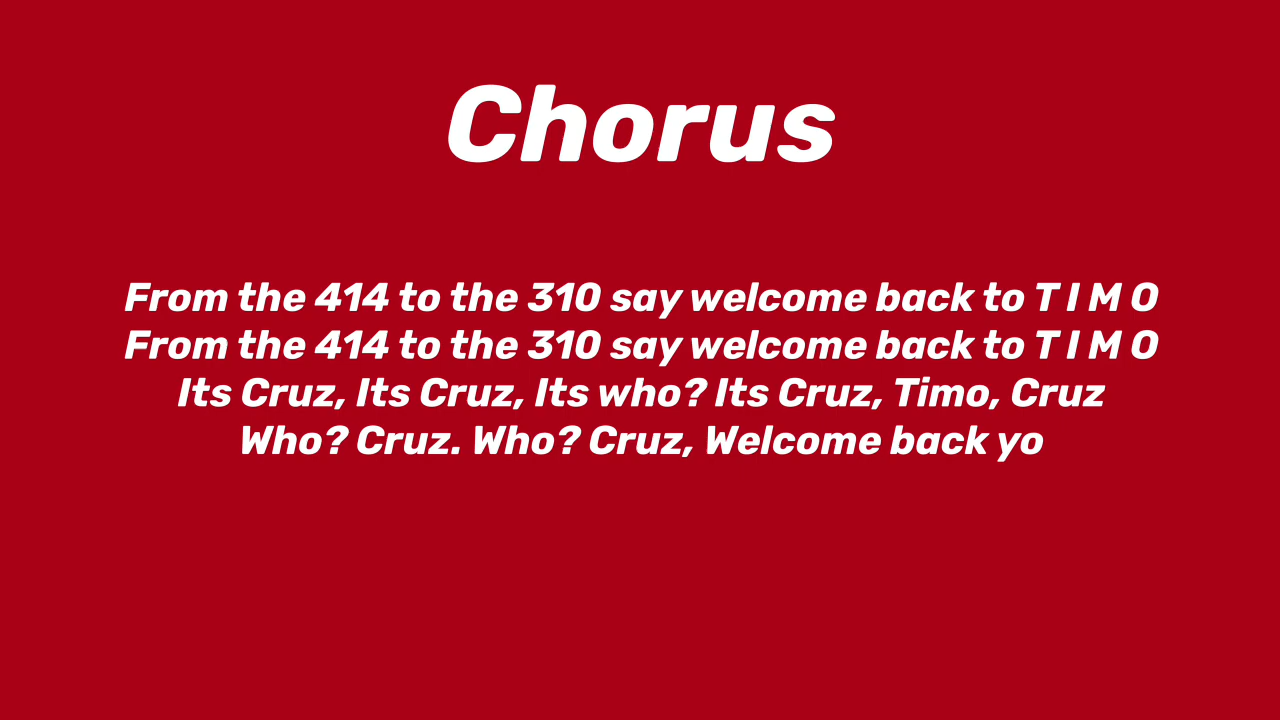 Chorus
From the 414 to the 310 say welcome back to T I M O
From the 414 to the 310 say welcome back to T I M O
Its Cruz, Its Cruz, Its who? Its Cruz, Timo, Cruz
Who? Cruz. Who? Cruz, Welcome back yo